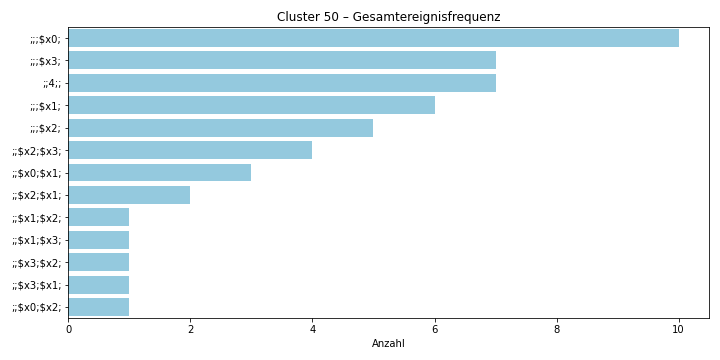 Cluster 50 – Gesamtereignisfrequenz
;;;$x0;
;;;$x3;
;;4;;
;;;$x1;
;;;$x2;
;;$x2;$x3;
;;$x0;$x1;
;;$x2;$x1;
;;$x1;$x2;
;;$x1;$x3;
;;$x3;$x2;
;;$x3;$x1;
;;$x0;$x2;
0 2 4 6 8 10
Anzahl